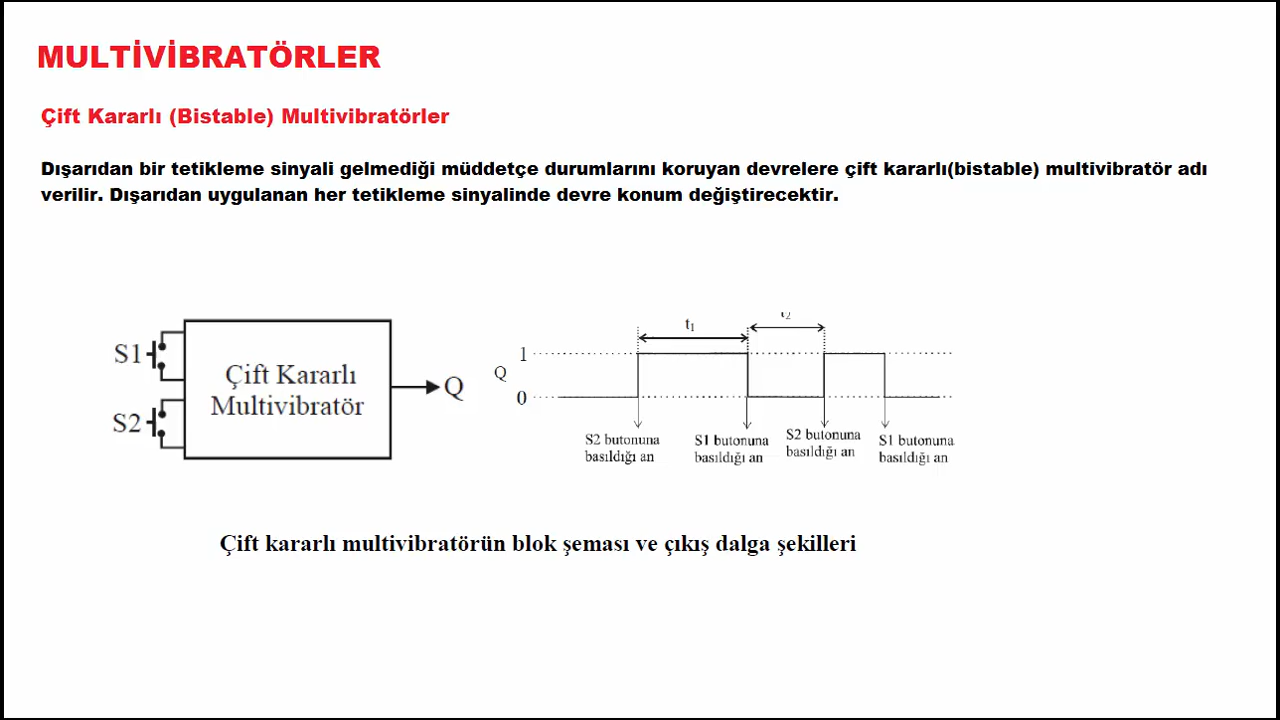 MULTİVİBRATÖRLER
Çift Kararlı (Bistable) Multivibratörler
Dışarıdan bir tetikleme sinyali gelmediği müddetçe durumlarını koruyan devrelere çift kararlı(bistable) multivibratör adı
verilir. Dışarıdan uygulanan her tetikleme sinyalinde devre konum değiştirecektir.
S1
S2
Çift Kararlı
Multivibratör
Q
t1
t2
1
Q
0
S2 butonuna
basıldığı an
S1 butonuna
basıldığı an
S2 butonuna
basıldığı an
S1 butonuna
basıldığı an
Çift kararlı multivibratörün blok şeması ve çıkış dalga şekilleri